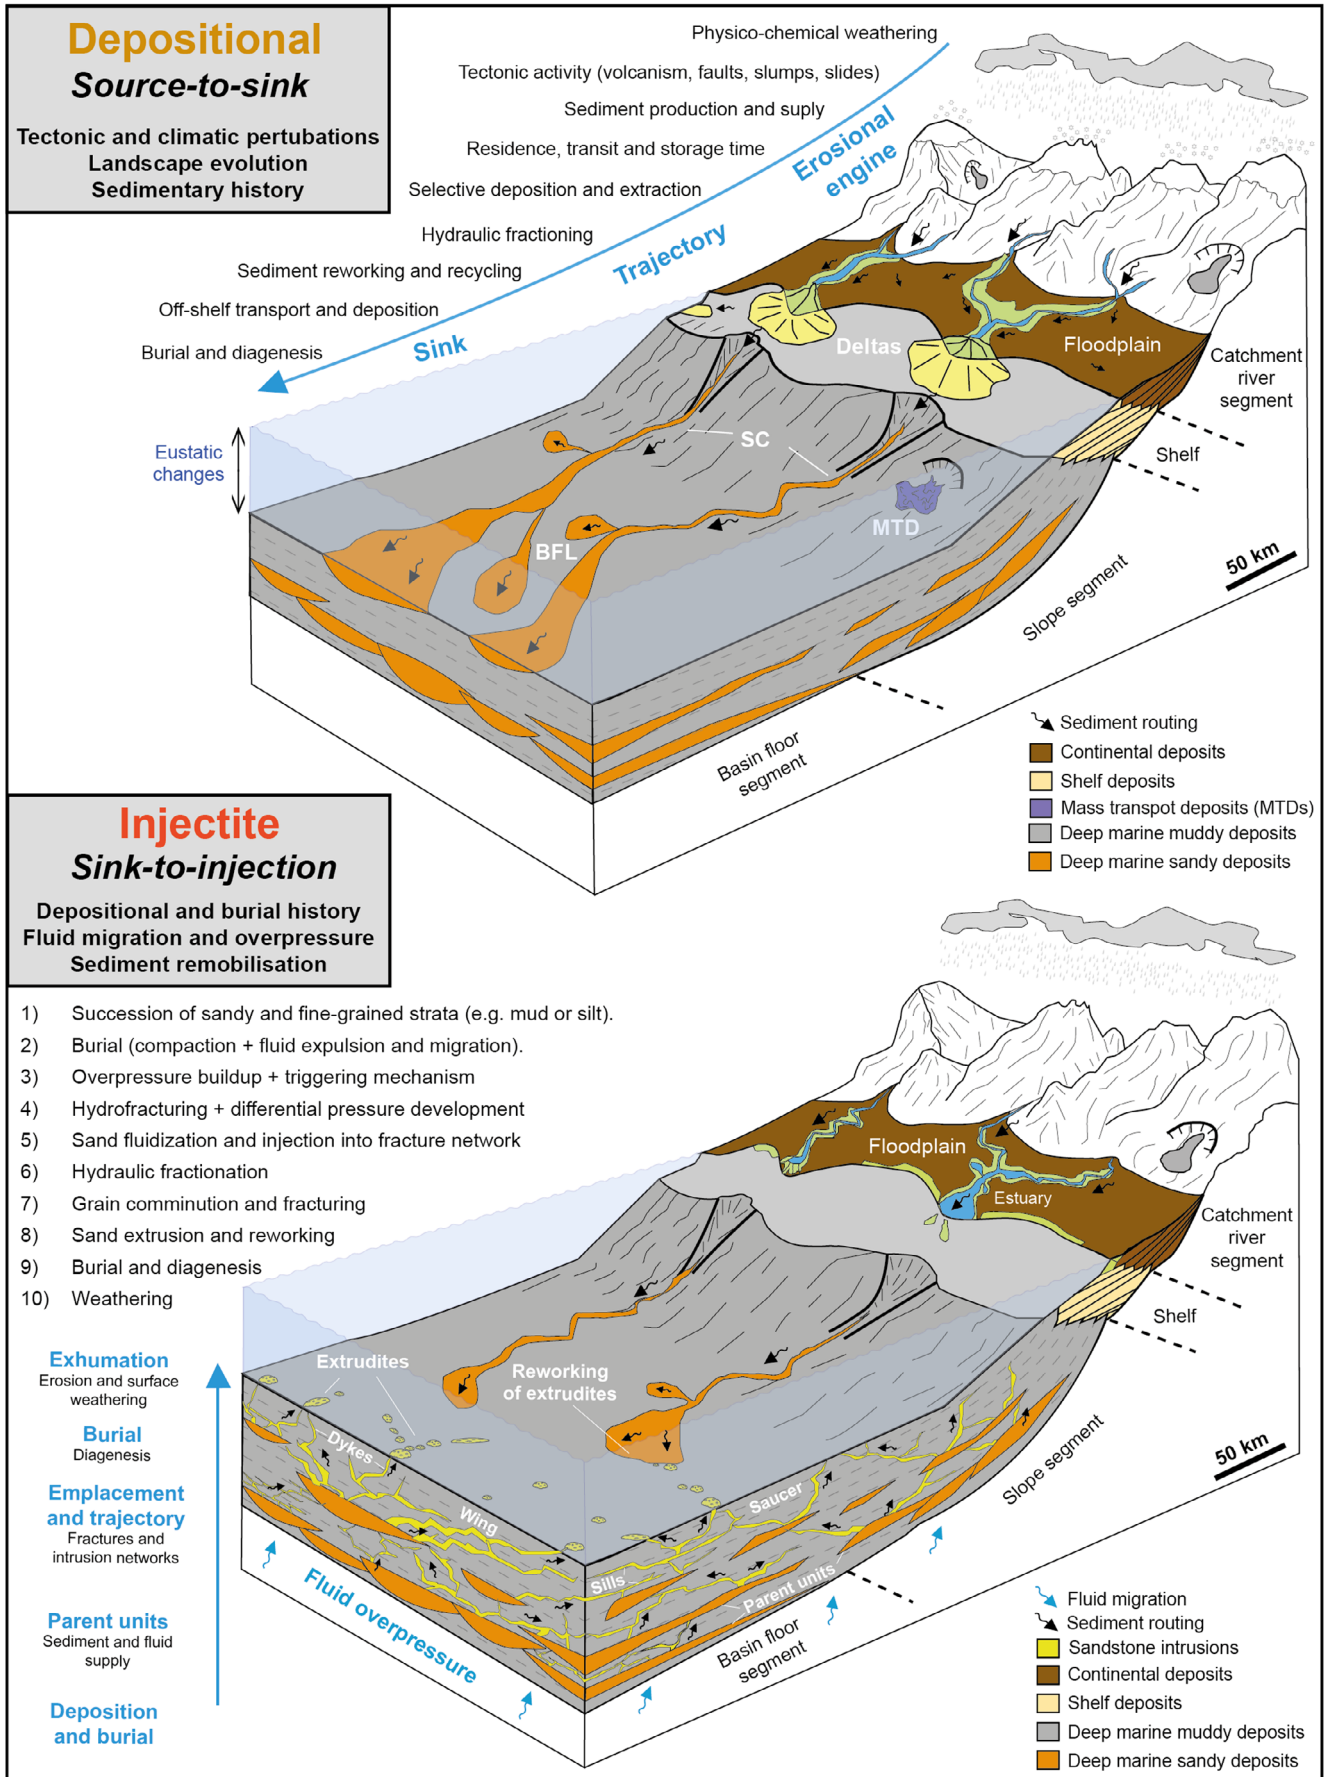 Depositional
Source-to-sink
Tectonic and climatic pertubations
Landscape evolution
Sedimentary history
Physico-chemical weathering
Tectonic activity (volcanism, faults, slumps, slides)
Sediment production and suply
Residence, transit and storage time
Selective deposition and extraction
Hydraulic fractioning
Sediment reworking and recycling
Off-shelf transport and deposition
Burial and diagenesis
Erosional
engine
Trajectory
Sink
Eustatic
changes
Deltas
Floodplain
SC
MTD
BFL
Catchment
river
segment
Shelf
Slope segment
Basin floor
segment
50 km
Sediment routing
Continental deposits
Shelf deposits
Mass transpot deposits (MTDs)
Deep marine muddy deposits
Deep marine sandy deposits
Injectite
Sink-to-injection
Depositional and burial history
Fluid migration and overpressure
Sediment remobilisation
1) Succession of sandy and fine-grained strata (e.g. mud or silt).
2) Burial (compaction + fluid expulsion and migration).
3) Overpressure buildup + triggering mechanism
4) Hydrofracturing + differential pressure development
5) Sand fluidization and injection into fracture network
6) Hydraulic fractionation
7) Grain comminution and fracturing
8) Sand extrusion and reworking
9) Burial and diagenesis
10) Weathering
Exhumation
Erosion and surface
weathering
Burial
Diagenesis
Emplacement
and trajectory
Fractures and
intrusion networks
Parent units
Sediment and fluid
supply
Deposition
and burial
Floodplain
Estuary
Extrudites
Reworking
of extrudites
Dykes
Wing
Saucer
Sills
Parent units
Fluid overpressure
Catchment
river
segment
Shelf
Slope segment
Basin floor
segment
50 km
Fluid migration
Sediment routing
Sandstone intrusions
Continental deposits
Shelf deposits
Deep marine muddy deposits
Deep marine sandy deposits